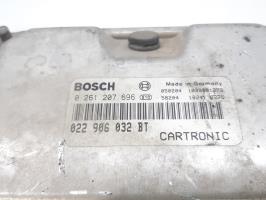 BOSCH Made in Germany
0 261 207 696
022 906 032 BT
CARTRONIC